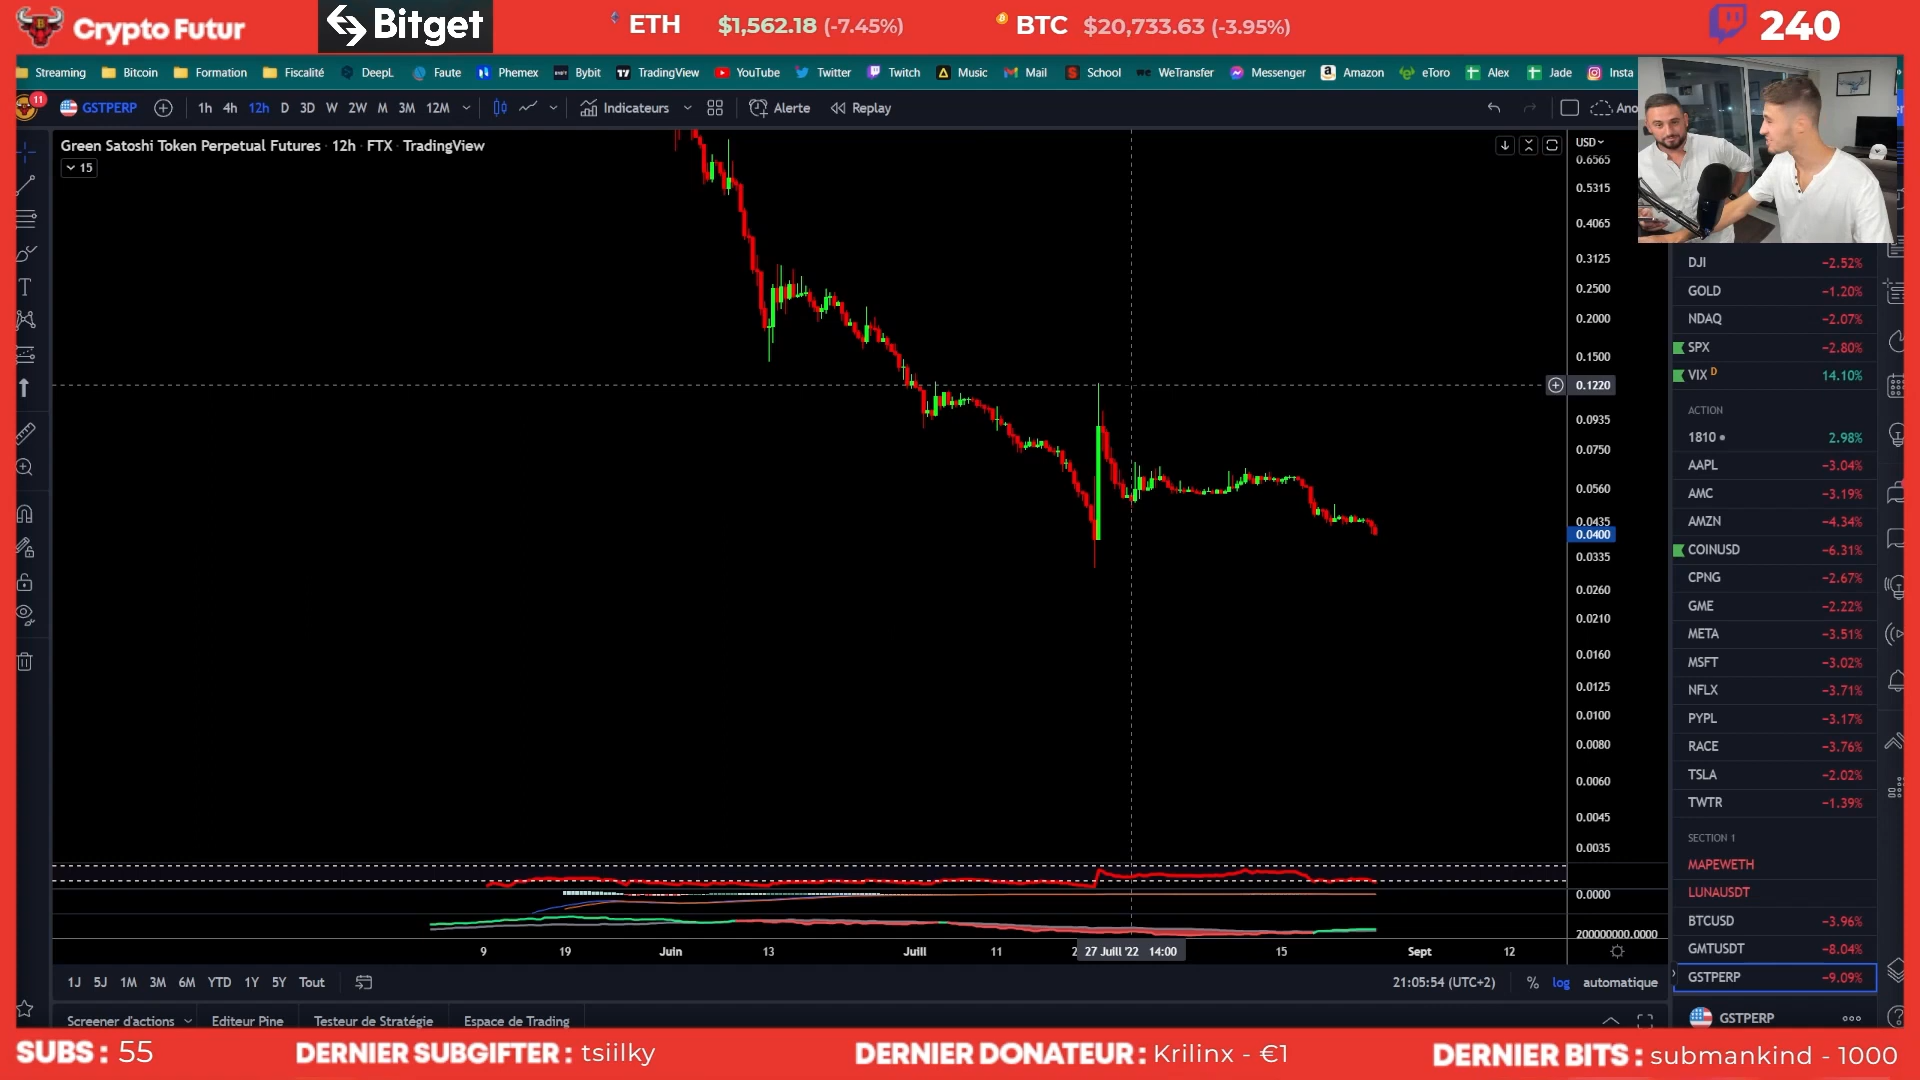 Crypto Futur
Bitget
ETH $1,562.18 (-7.45%)
BTC $20,733.63 (-3.95%)
240
Streaming Bitcoin Formation Fiscalité DeepL Faute Phemex Bybit TradingView YouTube Twitter Twitch Music Mail School WeTransfer Messenger Amazon eToro Alex Jade Insta
11 GSTPERP 1h 4h 12h D 3D W 2W M 3M 12M Indicateurs Alerte Replay
Green Satoshi Token Perpetual Futures · 12h · FTX · TradingView
15
USD
0.6565
0.5315
0.4065
0.3125
0.2500
0.2000
0.1500
0.1220
0.0935
0.0750
0.0560
0.0435
0.0400
0.0335
0.0260
0.0210
0.0160
0.0125
0.0100
0.0080
0.0060
0.0045
0.0035
0.0000
200000000.0000
9 19 Juin 13 Juill 11 27 Juill '22 14:00 15 Sept 12
1J 5J 1M 3M 6M YTD 1Y 5Y Tout
21:05:54 (UTC+2) % log automatique
Screener d'actions Editeur Pine Testeur de Stratégie Espace de Trading
DJI −2.52%
GOLD −1.20%
NDAQ −2.07%
SPX −2.80%
VIX D 14.10%
ACTION
1810 2.98%
AAPL −3.04%
AMC −3.19%
AMZN −4.34%
COINUSD −6.31%
CPNG −2.67%
GME −2.22%
META −3.51%
MSFT −3.02%
NFLX −3.71%
PYPL −3.17%
RACE −3.76%
TSLA −2.02%
TWTR −1.39%
SECTION 1
MAPEWETH
LUNAUSDT
BTCUSD −3.96%
GMTUSDT −8.04%
GSTPERP −9.09%
GSTPERP
SUBS : 55
DERNIER SUBGIFTER : tsiilky
DERNIER DONATEUR : Krilinx - €1
DERNIER BITS : submankind - 1000